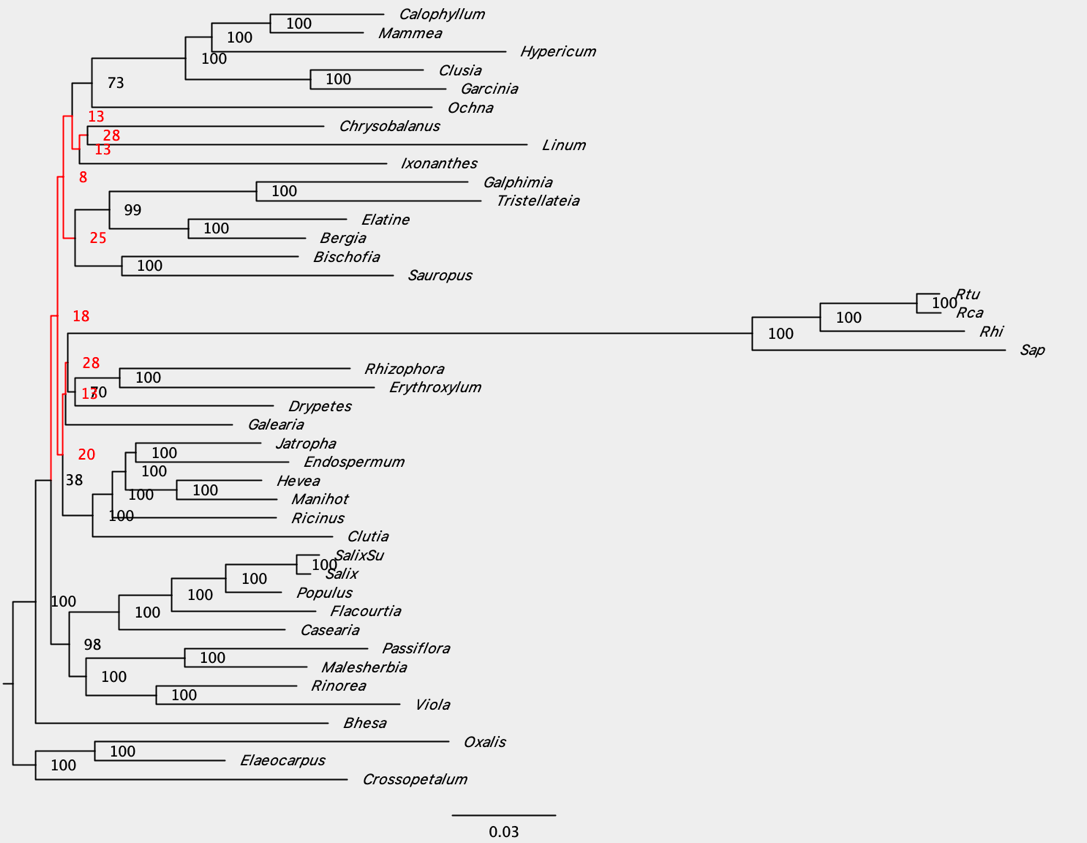 Calophyllum
100
Mammea
100
Hypericum
100
Clusia
73
100
Garcinia
Ochna
13
Chrysobalanus
28
Linum
13
Ixonanthes
8
Galphimia
100
Tristellateia
99
Elatine
100
25
Bergia
Bischofia
100
Sauropus
Rtu
100
Rca
18
100
Rhi
100
Sap
28
Rhizophora
100
Erythroxylum
70
Drypetes
Galearia
Jatropha
20
100
Endospermum
100
38
Hevea
100
100
Manihot
100
Ricinus
Clutia
SalixSu
100
Salix
100
Populus
100
100
Flacourtia
100
Casearia
98
Passiflora
100
Malesherbia
100
Rinorea
100
Viola
Bhesa
Oxalis
100
Elaeocarpus
100
Crossopetalum
0.03